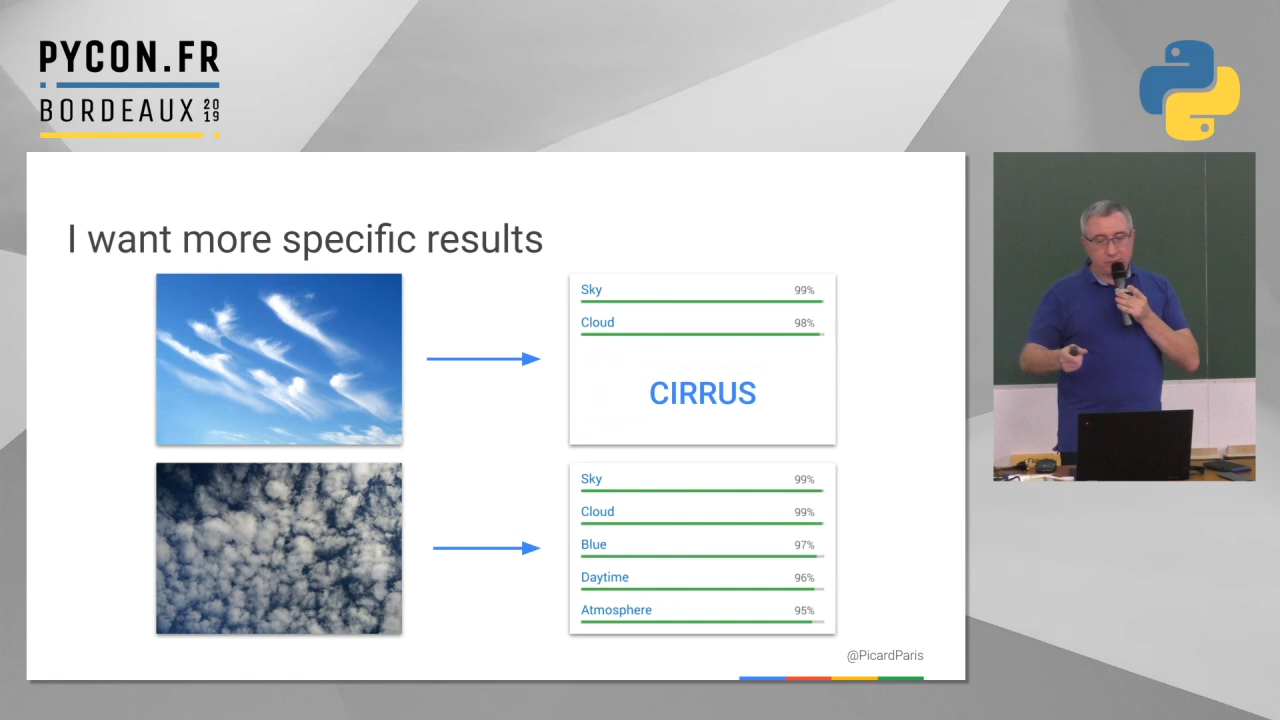 PYCON.FR
BORDEAUX 2019
I want more specific results
Sky 99%
Cloud 98%
CIRRUS
Sky 99%
Cloud 99%
Blue 97%
Daytime 96%
Atmosphere 95%
@PicardParis